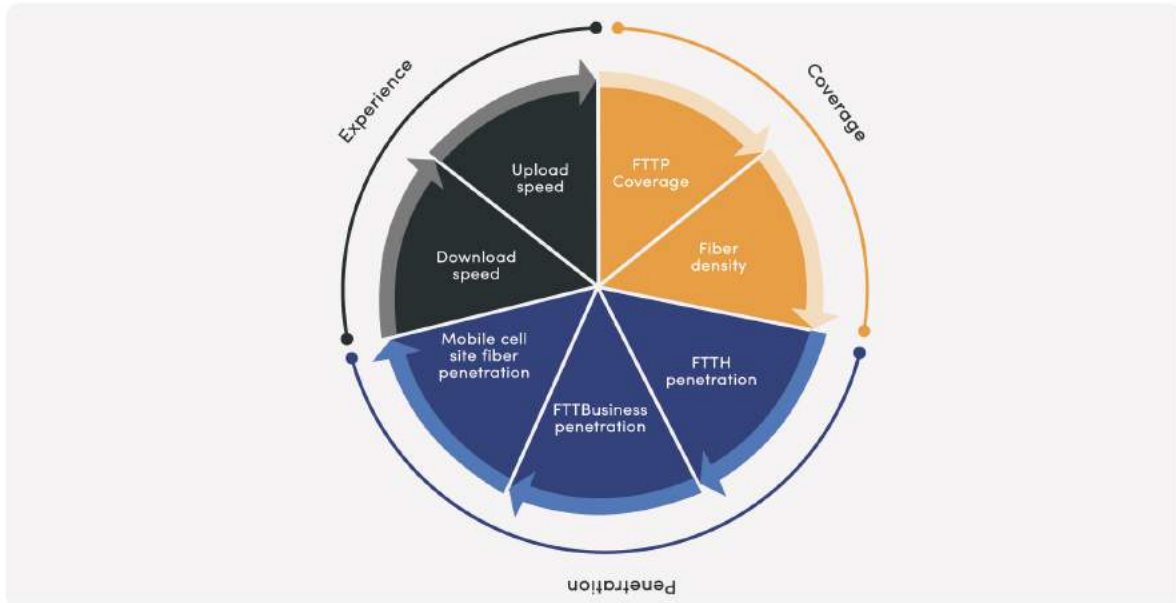 Experience
Coverage
Upload
speed
FTTP
Coverage
Download
speed
Fiber
density
Mobile cell
site fiber
penetration
FTTH
penetration
FTTBusiness
penetration
Penetration